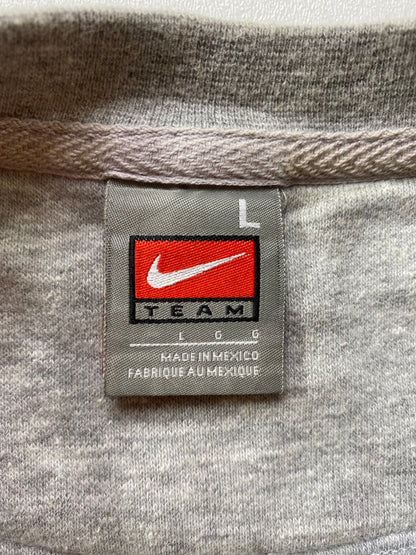 L
TEAM
L G G
MADE IN MEXICO
FABRIQUE AU MEXIQUE